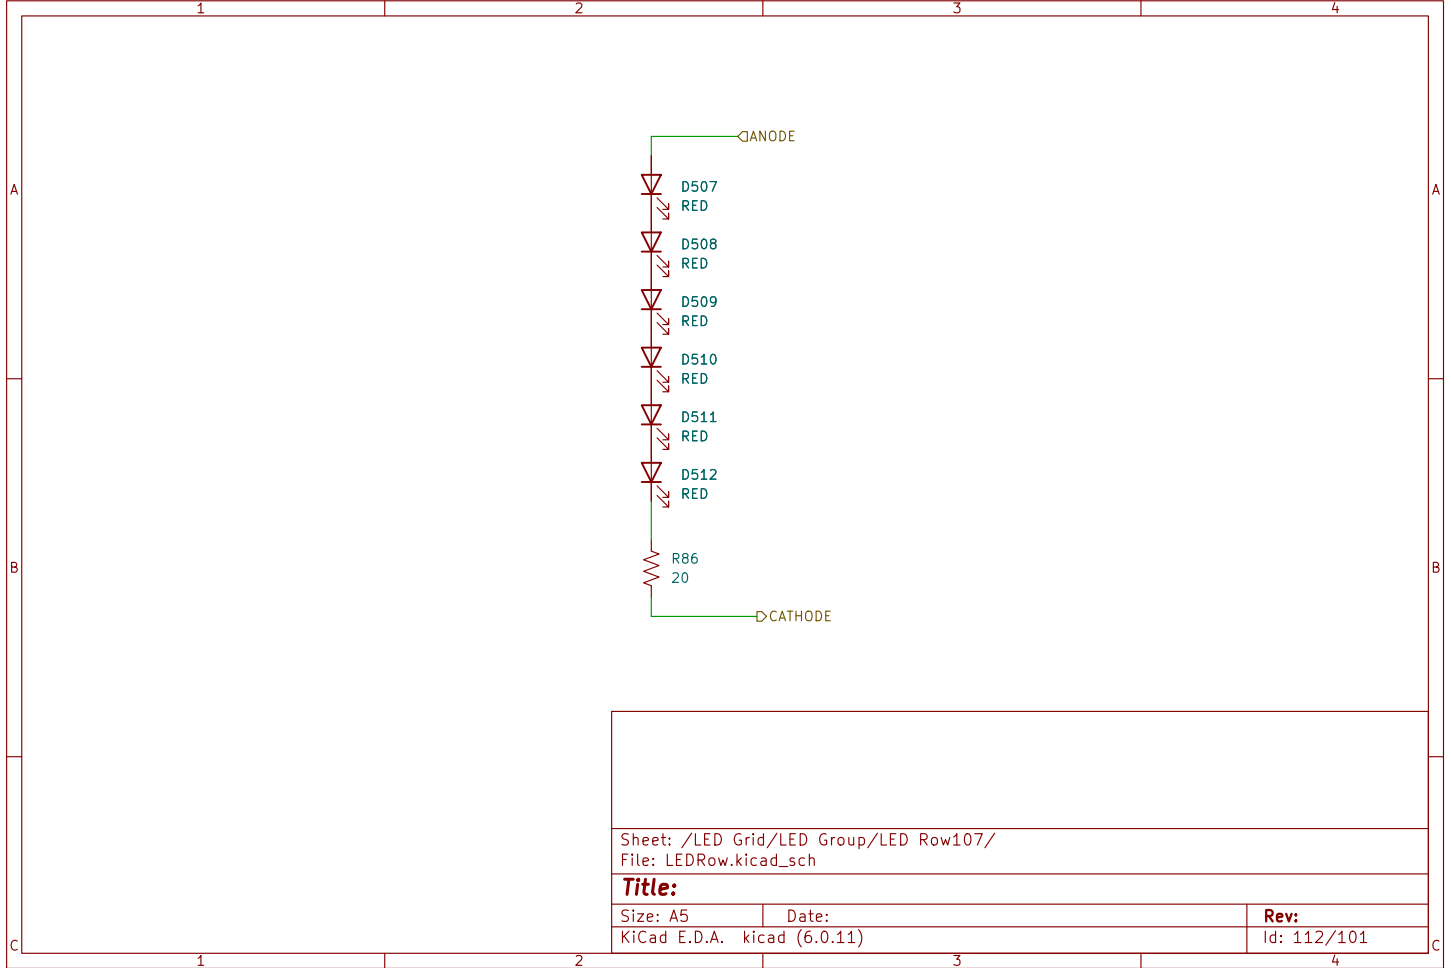 1 2 3 4
ANODE
A A
D507
RED
D508
RED
D509
RED
D510
RED
D511
RED
D512
RED
R86
B B
20
CATHODE
Sheet: /LED Grid/LED Group/LED Row107/
File: LEDRow.kicad_sch
Title:
Size: A5 Date: Rev:
KiCad E.D.A. kicad (6.0.11) Id: 112/101
C C
1 2 3 4